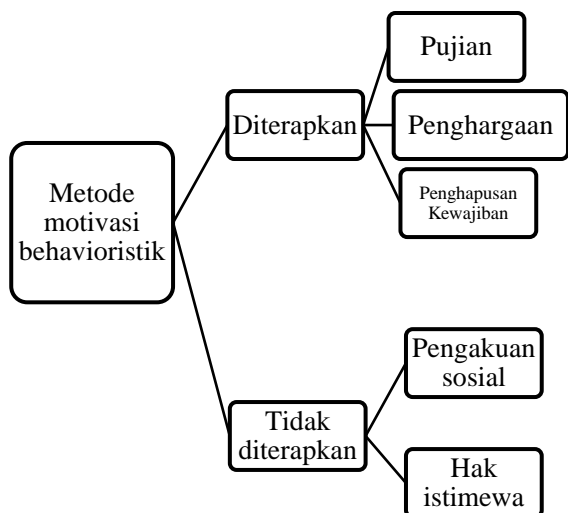 Metode
motivasi
behavioristik
Diterapkan
Pujian
Penghargaan
Penghapusan
Kewajiban
Tidak
diterapkan
Pengakuan
sosial
Hak
istimewa